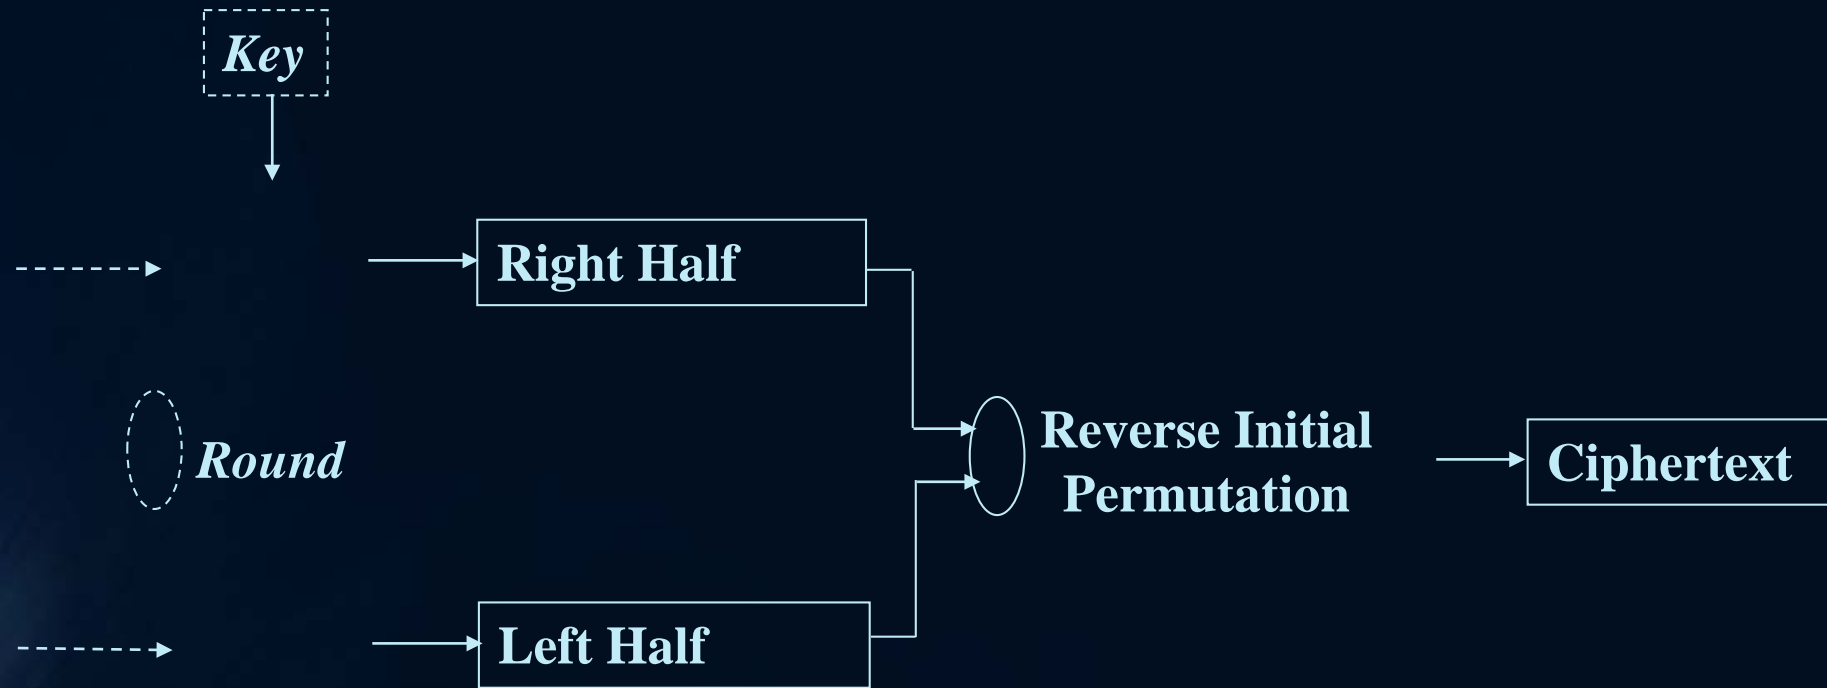 Key
Right Half
Round
Reverse Initial
Permutation
Ciphertext
Left Half